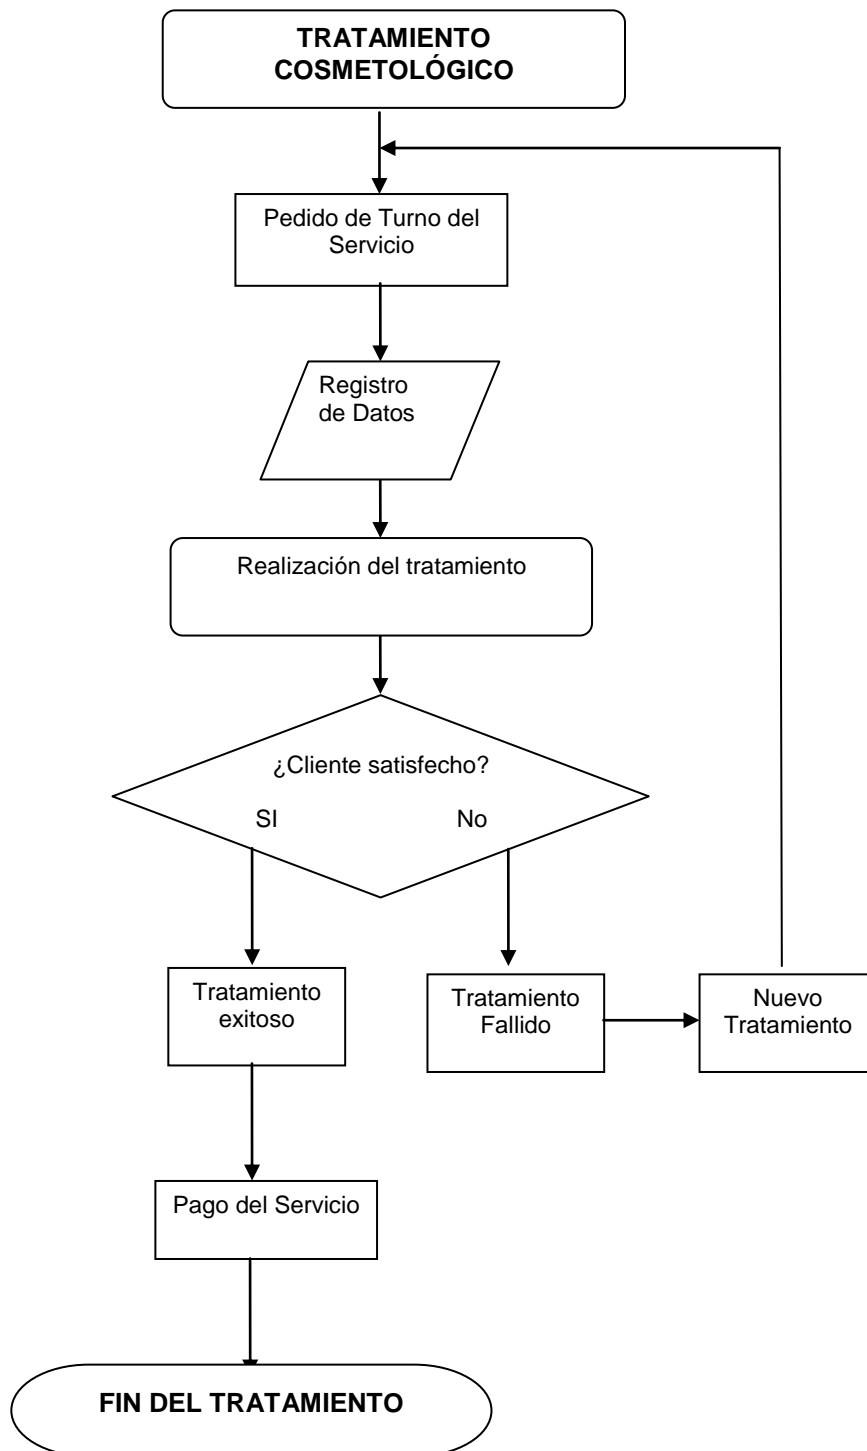 TRATAMIENTO
COSMETOLÓGICO
Pedido de Turno del
Servicio
Registro
de Datos
Realización del tratamiento
¿Cliente satisfecho?
SI No
Tratamiento
exitoso
Tratamiento
Fallido
Nuevo
Tratamiento
Pago del Servicio
FIN DEL TRATAMIENTO